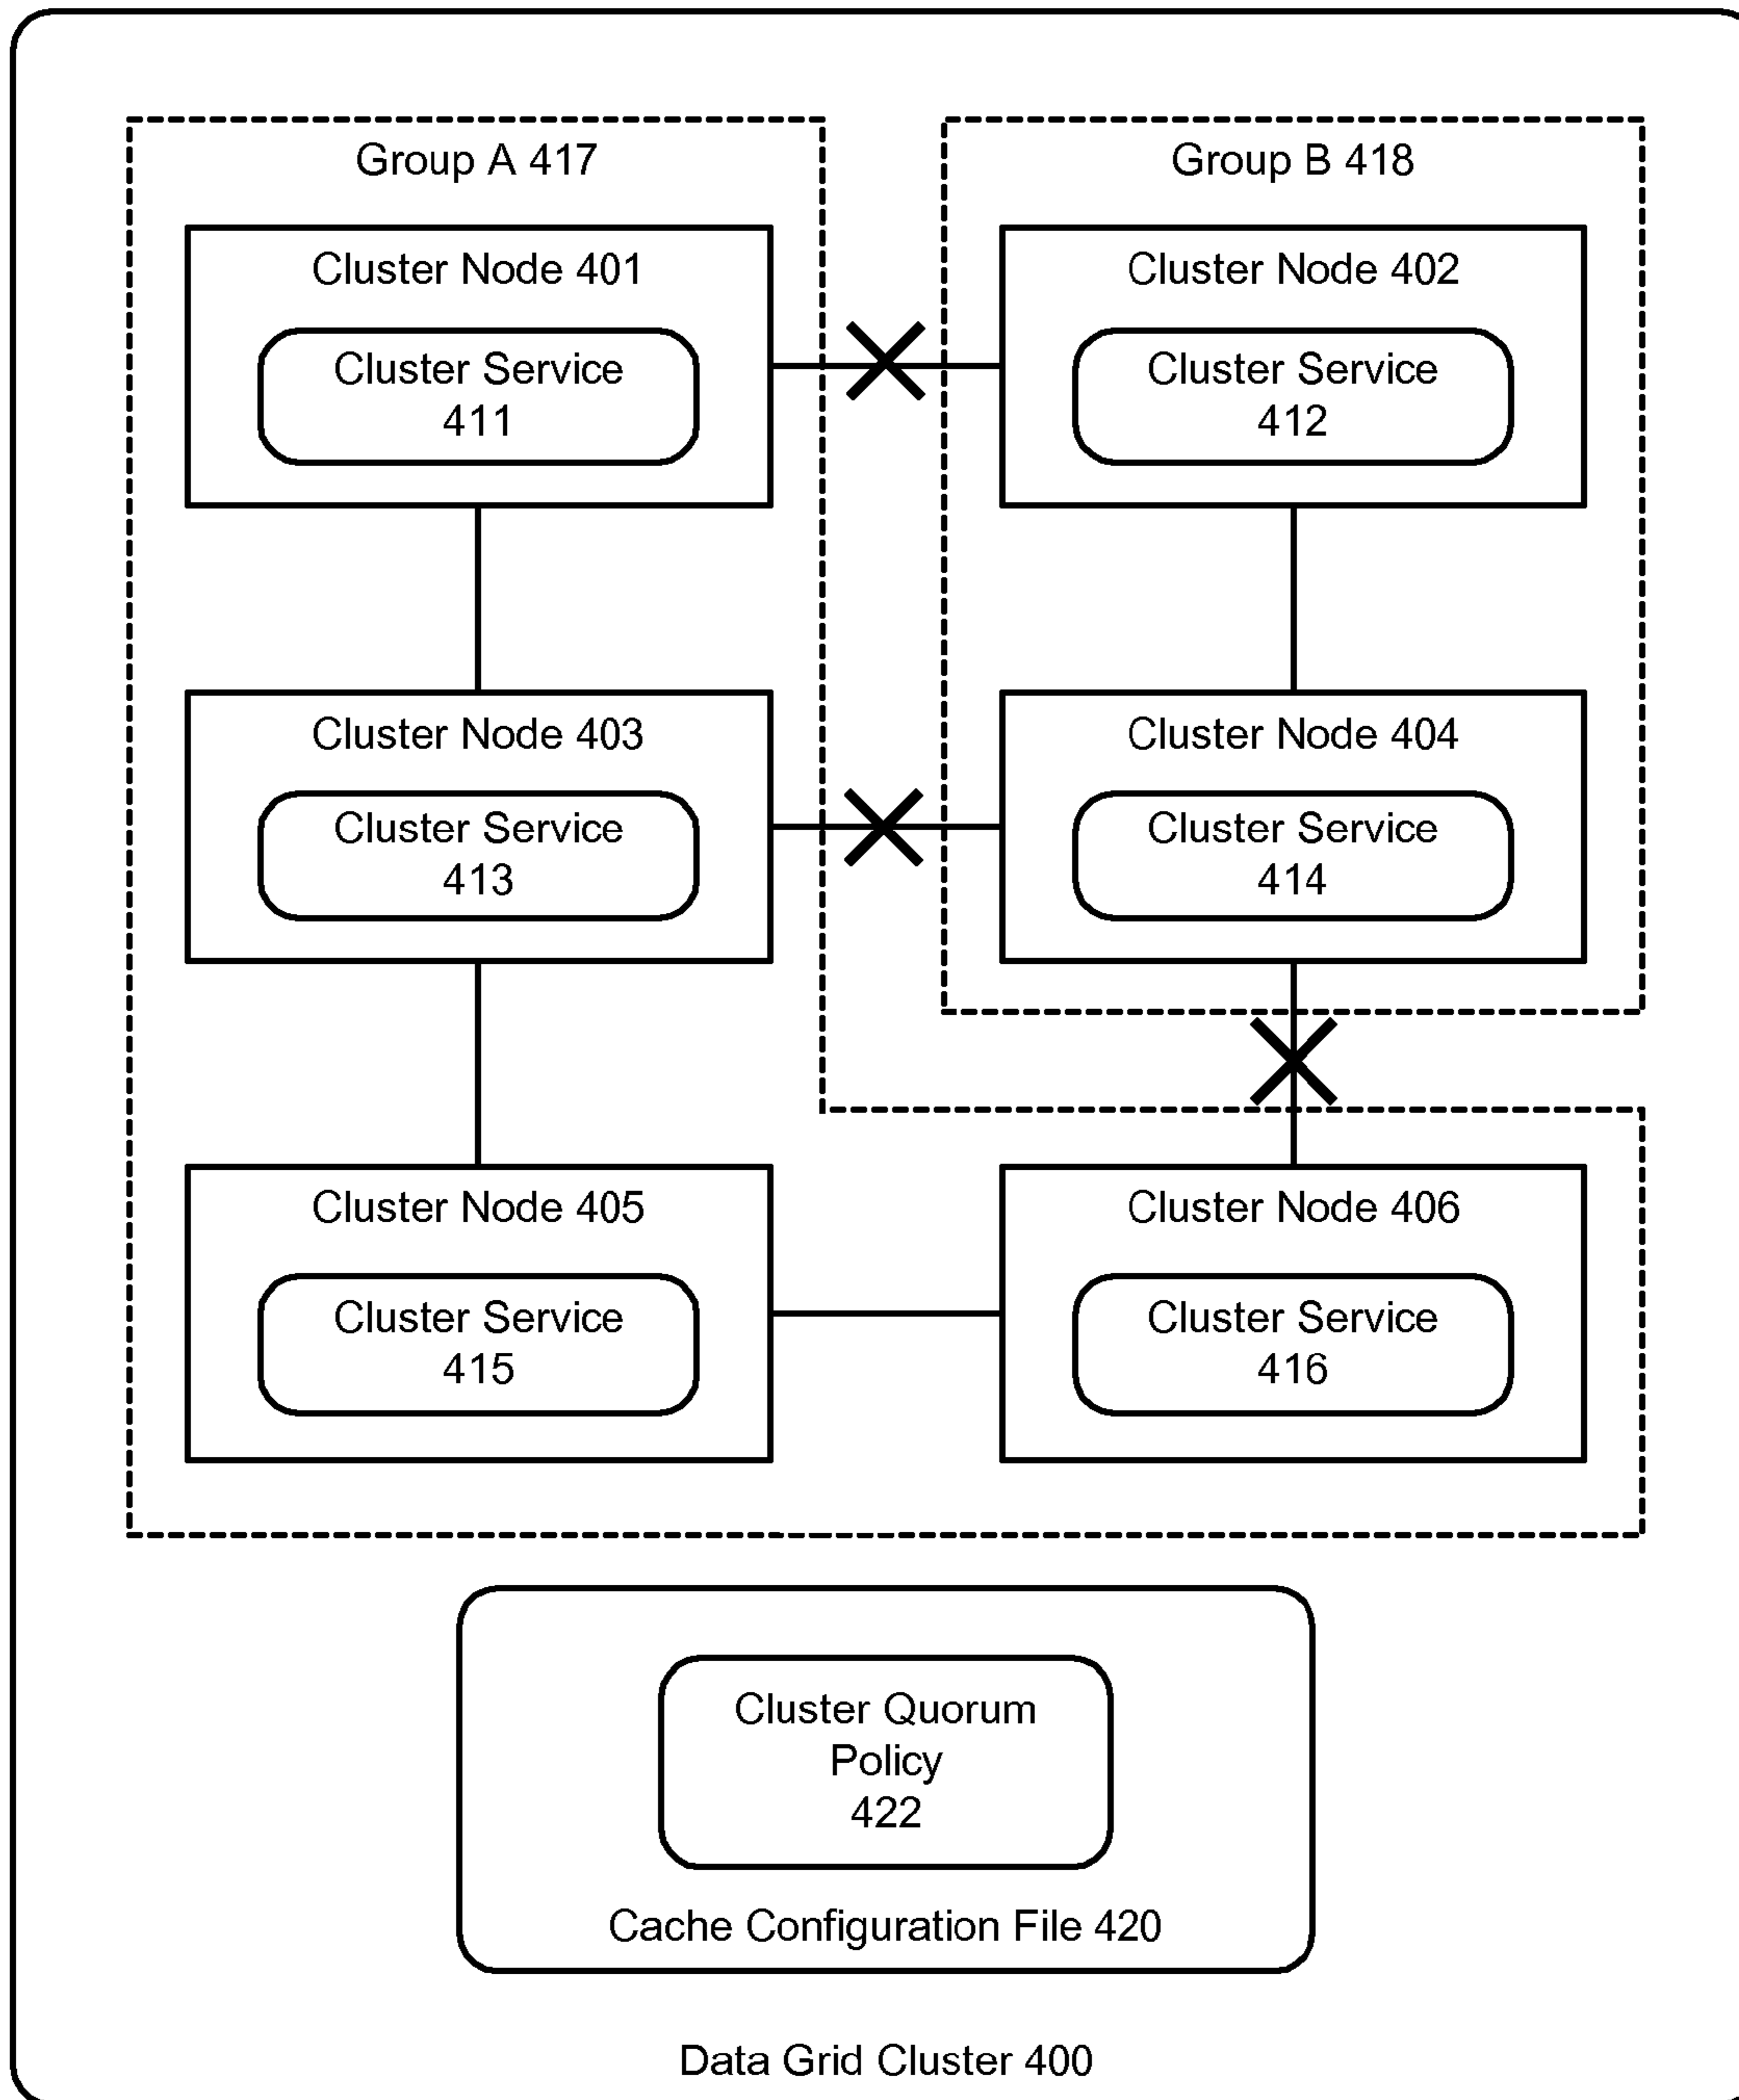 Group A 417
Group B 418
Cluster Node 401
Cluster Service
411
Cluster Node 402
Cluster Service
412
Cluster Node 403
Cluster Service
413
Cluster Node 404
Cluster Service
414
Cluster Node 405
Cluster Service
415
Cluster Node 406
Cluster Service
416
Cluster Quorum
Policy
422
Cache Configuration File 420
Data Grid Cluster 400